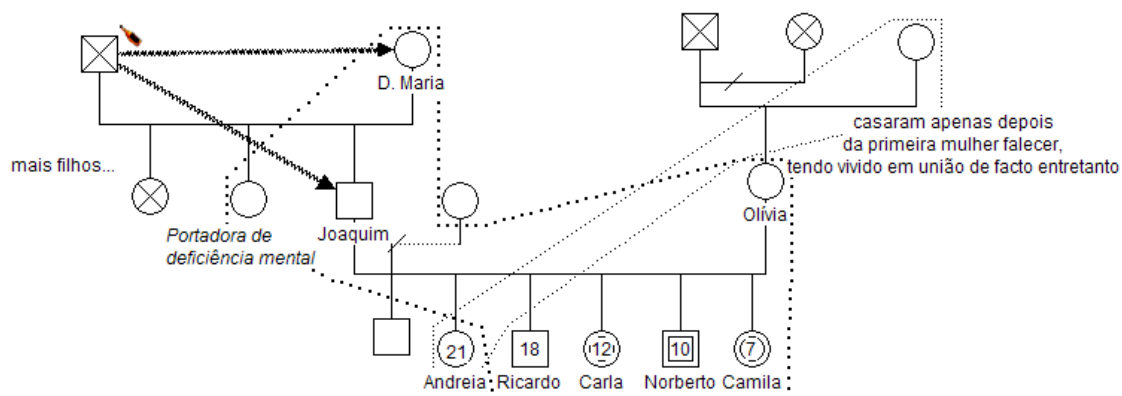 D. Maria
casaram apenas depois
da primeira mulher falecer,
tendo vivido em união de facto entretanto
mais filhos...
Olívia
Portadora de
deficiência mental
Joaquim
21
18
12
10
7
Andreia
Ricardo
Carla
Norberto
Camila